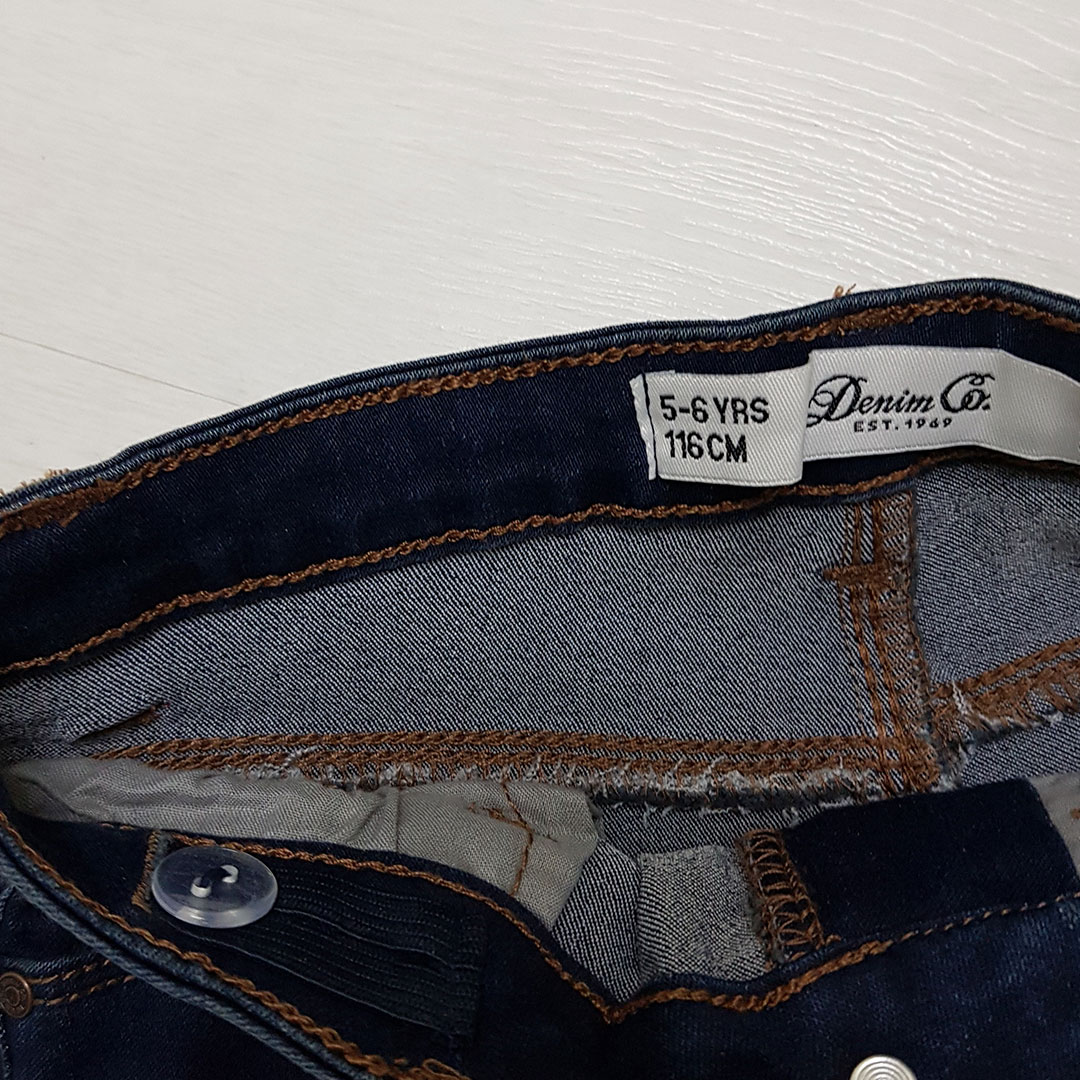 5-6 YRS
116CM
Denim Co.
EST. 1969